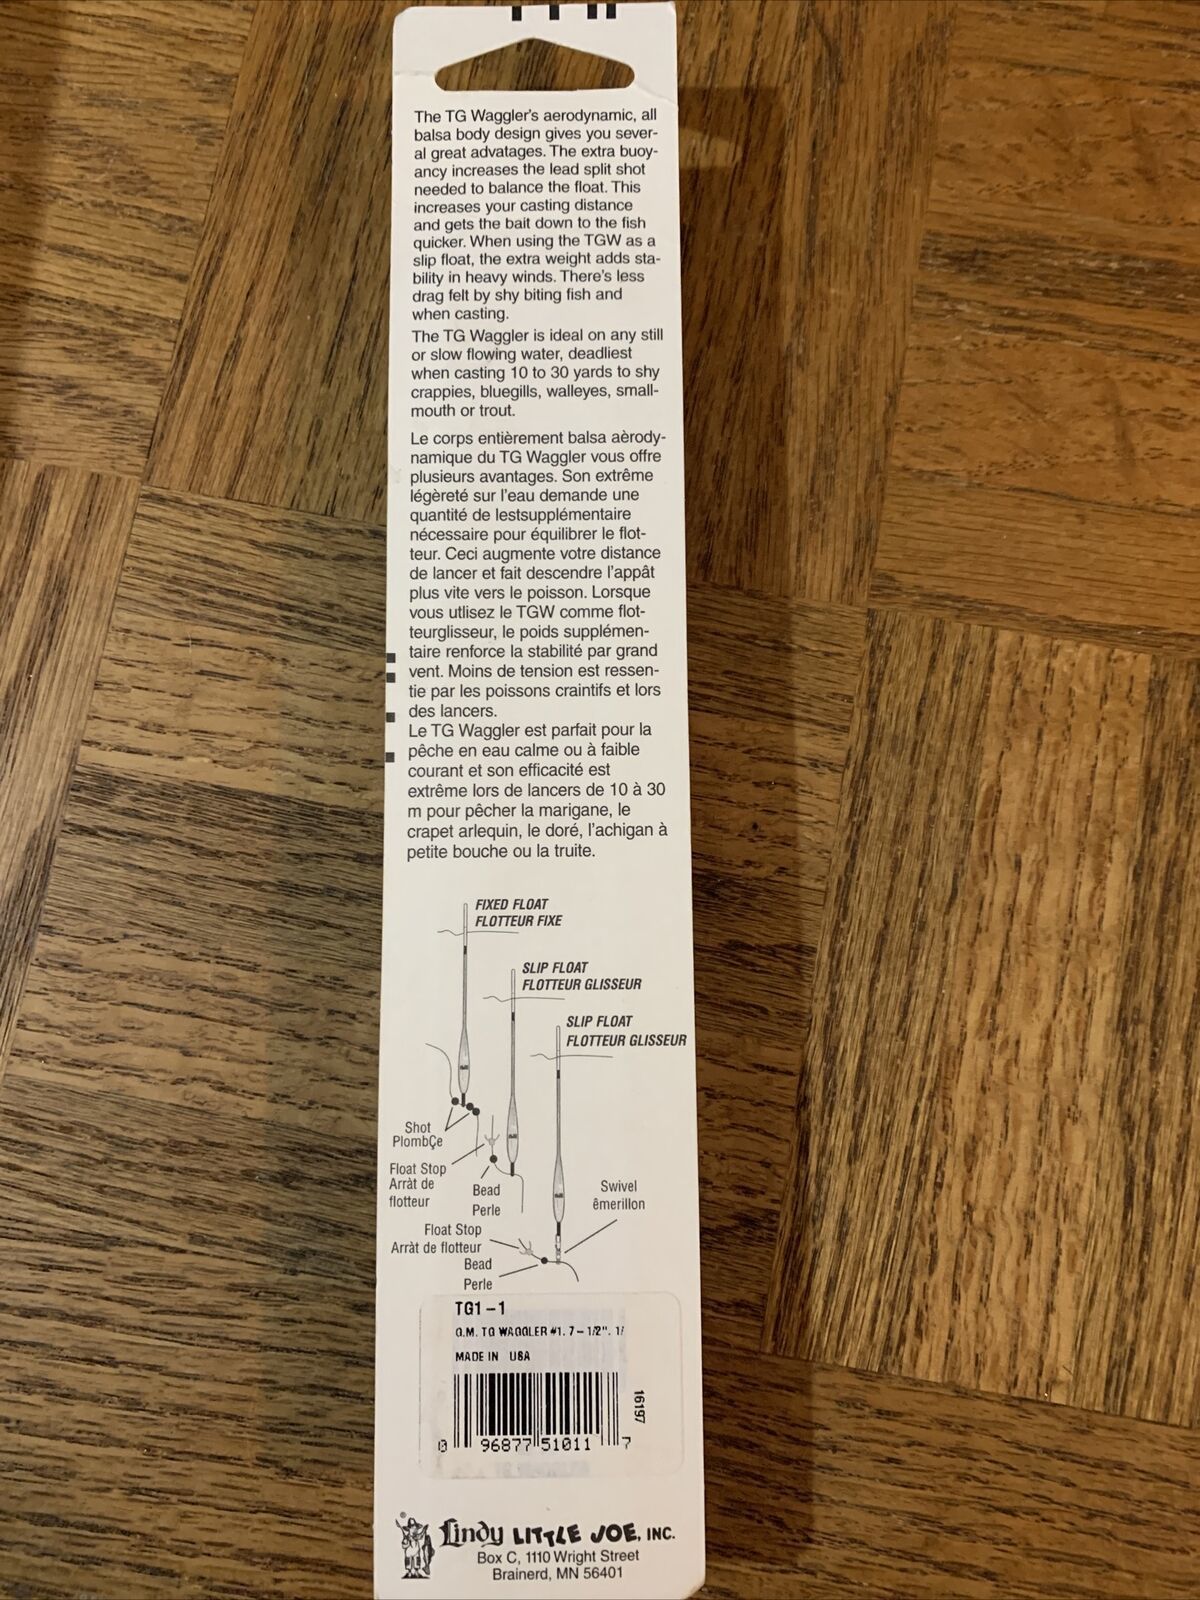 The TG Waggler's aerodynamic, all
balsa body design gives you sever-
al great advatages. The extra buoy-
ancy increases the lead split shot
needed to balance the float. This
increases your casting distance
and gets the bait down to the fish
quicker. When using the TGW as a
slip float, the extra weight adds sta-
bility in heavy winds. There's less
drag felt by shy biting fish and
when casting.
The TG Waggler is ideal on any still
or slow flowing water, deadliest
when casting 10 to 30 yards to shy
crappies, bluegills, walleyes, small-
mouth or trout.
Le corps entièrement balsa aèrody-
namique du TG Waggler vous offre
plusieurs avantages. Son extrême
légèreté sur l'eau demande une
quantité de lestsupplémentaire
nécessaire pour équilibrer le flot-
teur. Ceci augmente votre distance
de lancer et fait descendre l'appât
plus vite vers le poisson. Lorsque
vous utlisez le TGW comme flot-
teurglisseur, le poids supplémen-
taire renforce la stabilité par grand
vent. Moins de tension est ressen-
tie par les poissons craintifs et lors
des lancers.
Le TG Waggler est parfait pour la
pêche en eau calme ou à faible
courant et son efficacité est
extrême lors de lancers de 10 à 30
m pour pêcher la marigane, le
crapet arlequin, le doré, l'achigan à
petite bouche ou la truite.
FIXED FLOAT
FLOTTEUR FIXE
SLIP FLOAT
FLOTTEUR GLISSEUR
SLIP FLOAT
FLOTTEUR GLISSEUR
Shot
PlombÇe
Float Stop
Arràt de
flotteur
Bead
Perle
Swivel
êmerillon
Float Stop
Arràt de flotteur
Bead
Perle
TG1-1
G.M. TG WAGGLER #1. 7-1/2". 1/
MADE IN USA
16197
0 96877 51011 7
Lindy LITTLE JOE, INC.
Box C, 1110 Wright Street
Brainerd, MN 56401